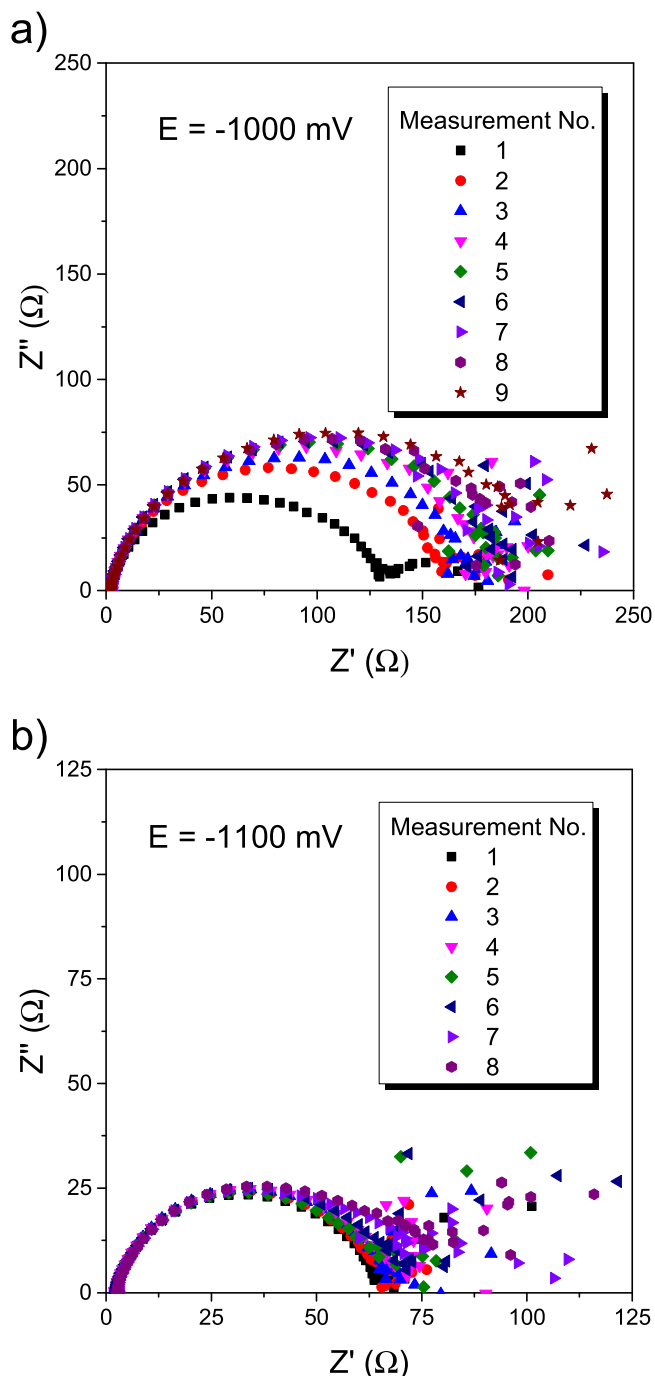 a)
250
200
150
100
50
0
Z'' (Ω)
E = -1000 mV
Measurement No.
1
2
3
4
5
6
7
8
9
0 50 100 150 200 250
Z' (Ω)
b)
125
100
75
50
25
0
Z'' (Ω)
E = -1100 mV
Measurement No.
1
2
3
4
5
6
7
8
0 25 50 75 100 125
Z' (Ω)